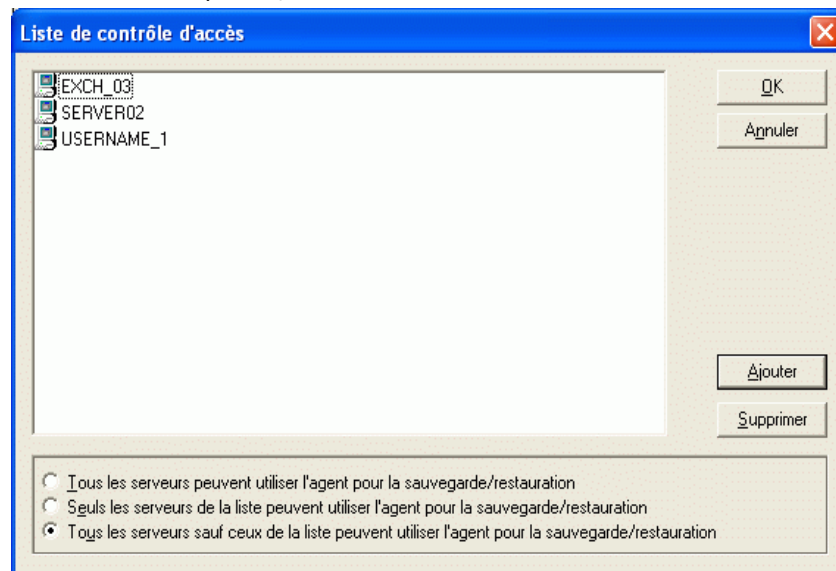 Liste de contrôle d'accès
EXCH_03
SERVER02
USERNAME_1
OK
Annuler
Ajouter
Supprimer
Tous les serveurs peuvent utiliser l'agent pour la sauvegarde/restauration
Seuls les serveurs de la liste peuvent utiliser l'agent pour la sauvegarde/restauration
Tous les serveurs sauf ceux de la liste peuvent utiliser l'agent pour la sauvegarde/restauration